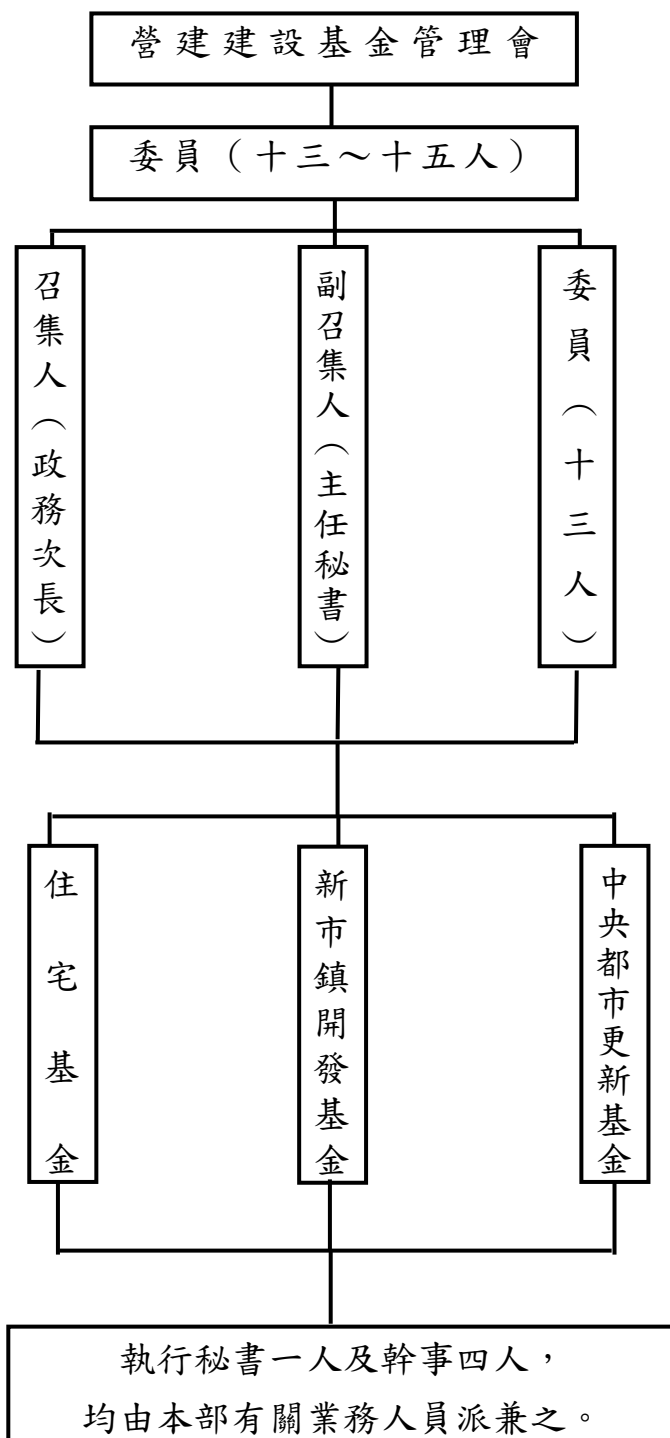 營建建設基金管理會
委員（十三～十五人）
召集人（政務次長）
副召集人（主任秘書）
委員（十三人）
住宅基金
新市鎮開發基金
中央都市更新基金
執行秘書一人及幹事四人，
均由本部有關業務人員派兼之。